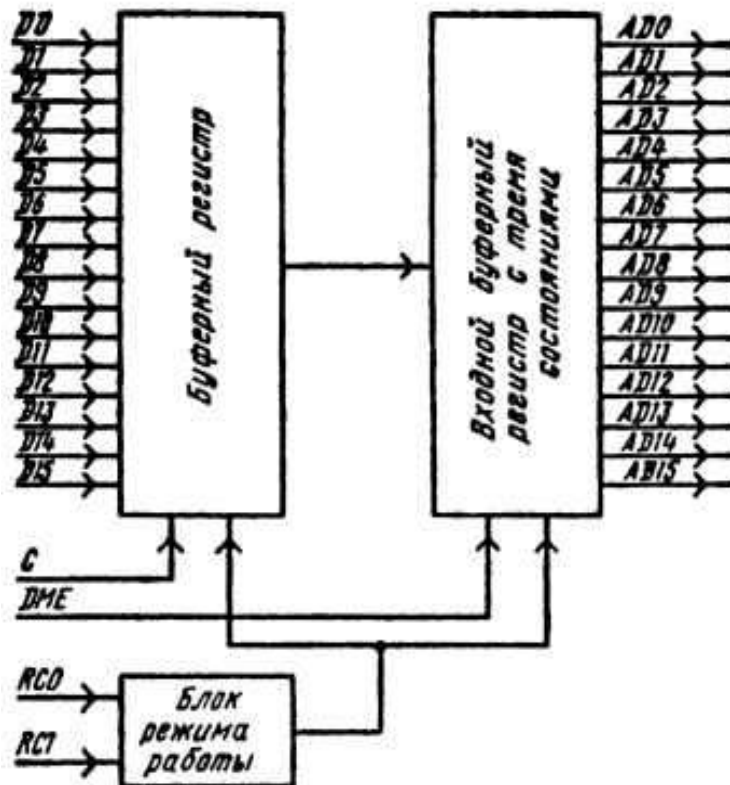 D0
D1
D2
D3
D4
D5
D6
D7
D8
D9
D10
D11
D12
D13
D14
D15
Буферный регистр
Входной буферный
регистр с тремя
состояниями
AD0
AD1
AD2
AD3
AD4
AD5
AD6
AD7
AD8
AD9
AD10
AD11
AD12
AD13
AD14
AD15
C
DME
RC0
RC1
Блок
режима
работы